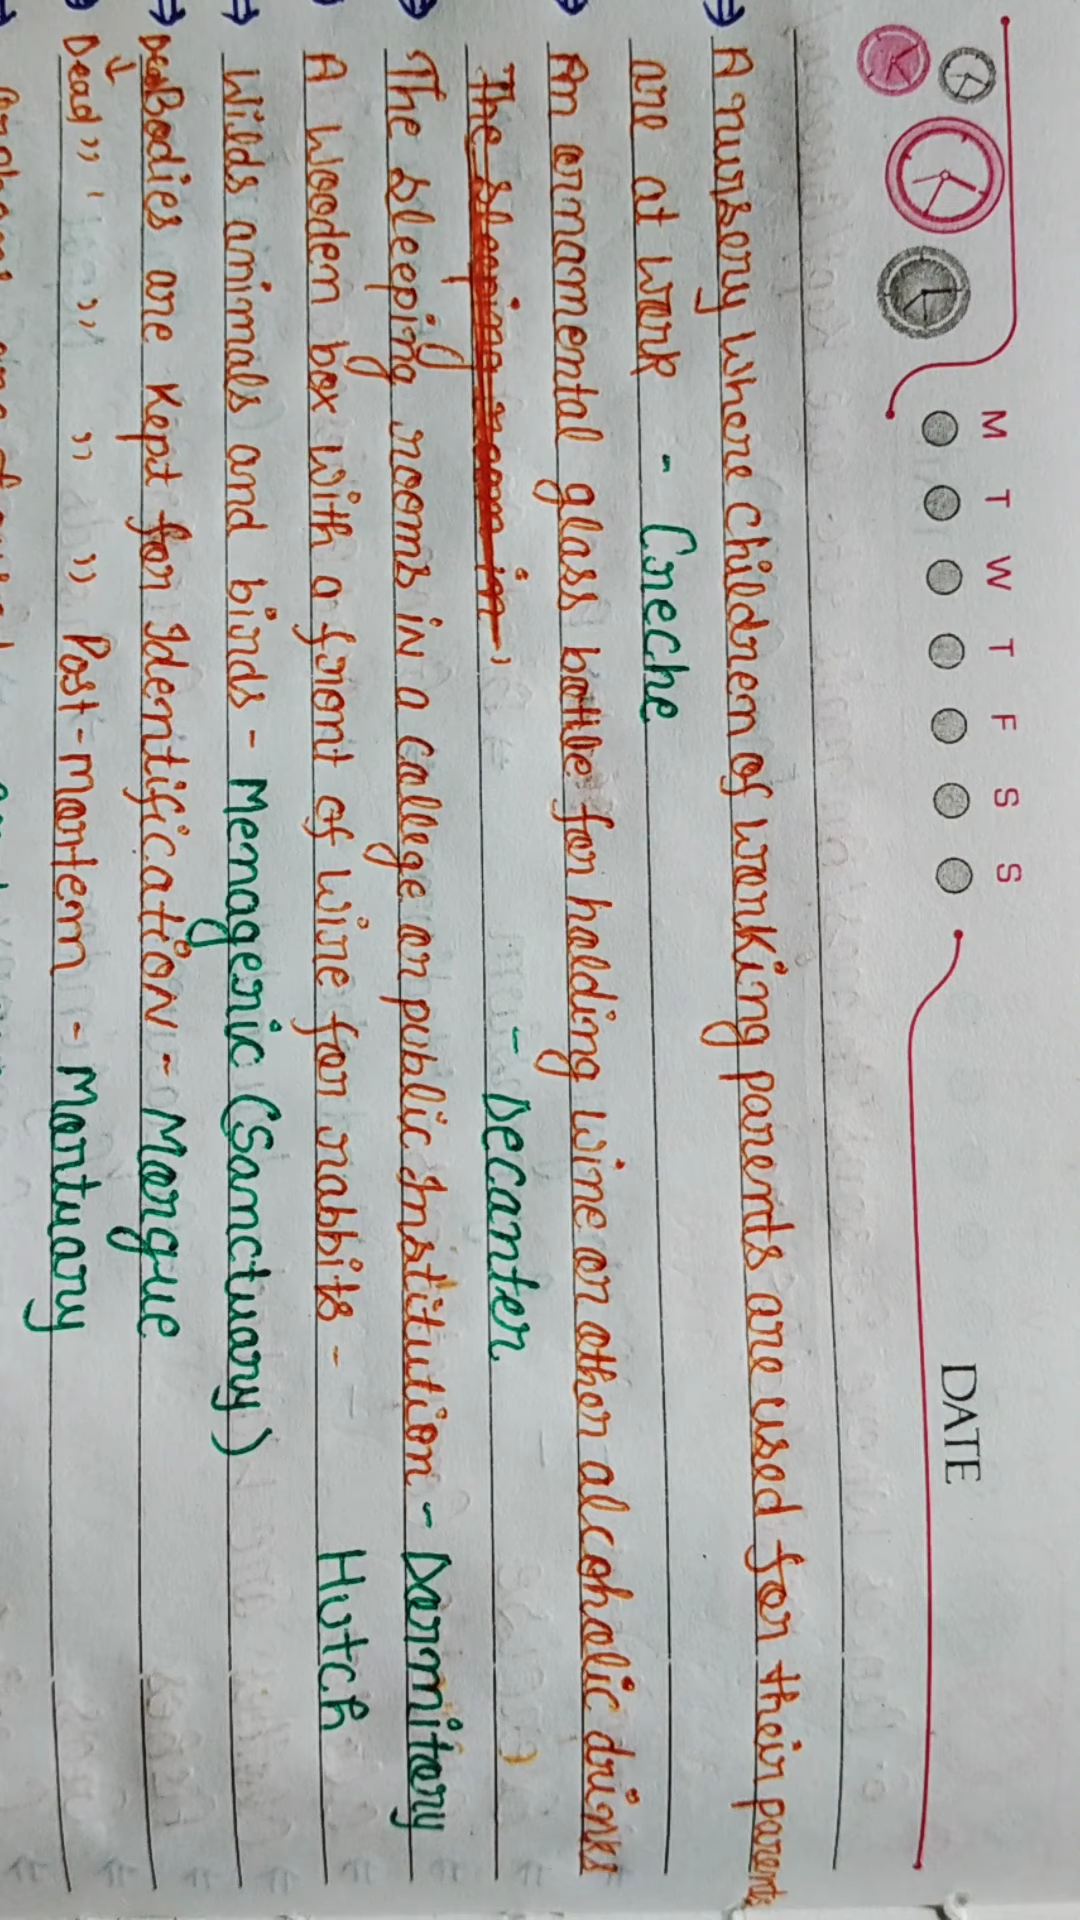 M T W T F S S
DATE
→ A nursery where children of working parents are used for their parents
are at work - Creche
→ An ornamental glass bottle for holding wine or other alcoholic drinks
- Decanter
→ The sleeping rooms in a college or public Institution - Dormitory
→ A wooden box with a front of wire for rabbits - Hutch
→ Wilds animals and birds - Menageric (Sanctuary)
→ Dead Bodies are kept for Identification - Morgue
→ Dead " " " " Post-mortem - Mortuary